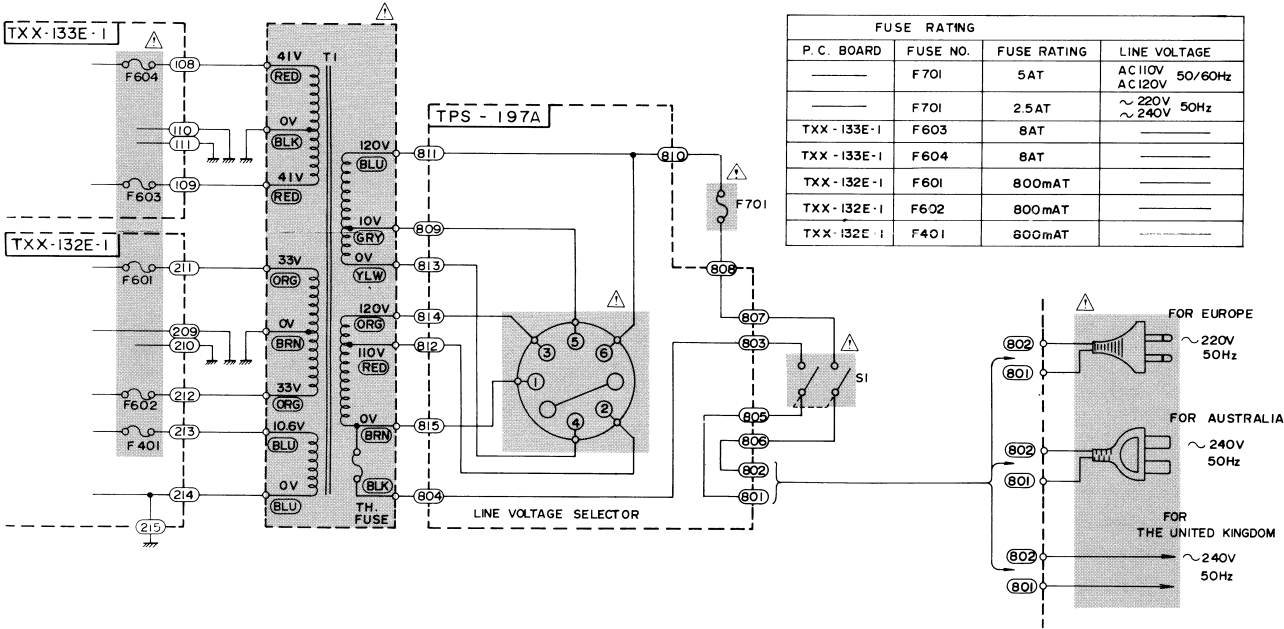 TXX-133E-1
F604
108
110
111
109
F603
TXX-132E-1
211
F601
209
210
212
F602
213
F401
214
215
41V
RED
T1
0V
BLK
41V
RED
33V
ORG
0V
BRN
33V
ORG
10.6V
BLU
0V
BLU
120V
BLU
10V
GRY
0V
YLW
120V
ORG
110V
RED
0V
BRN
BLK
TH.
FUSE
TPS - 197A
811
809
813
814
812
815
804
3
5
6
1
2
4
LINE VOLTAGE SELECTOR
810
F701
808
807
803
S1
805
806
802
801
FUSE RATING
P.C. BOARD FUSE NO. FUSE RATING LINE VOLTAGE
F701 5AT AC110V AC120V 50/60Hz
F701 2.5AT ~220V ~240V 50Hz
TXX-133E-1 F603 8AT
TXX-133E-1 F604 8AT
TXX-132E-1 F601 800mAT
TXX-132E-1 F602 800mAT
TXX-132E-1 F401 800mAT
FOR EUROPE
802
801
~220V
50Hz
FOR AUSTRALIA
802
801
~240V
50Hz
FOR
THE UNITED KINGDOM
802
801
~240V
50Hz